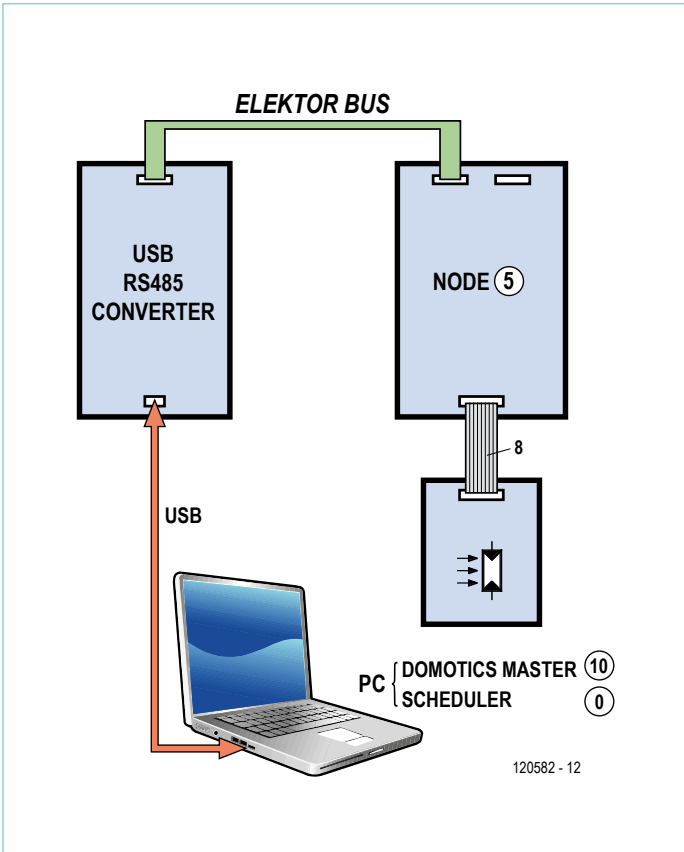 ELEKTOR BUS
USB
RS485
CONVERTER
NODE 5
8
USB
PC { DOMOTICS MASTER 10
SCHEDULER 0
120582 - 12